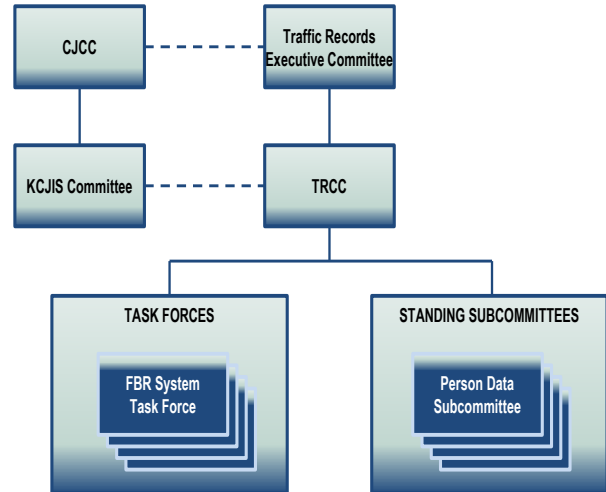 CJCC
Traffic Records
Executive Committee
KCJIS Committee
TRCC
TASK FORCES
FBR System
Task Force
STANDING SUBCOMMITTEES
Person Data
Subcommittee